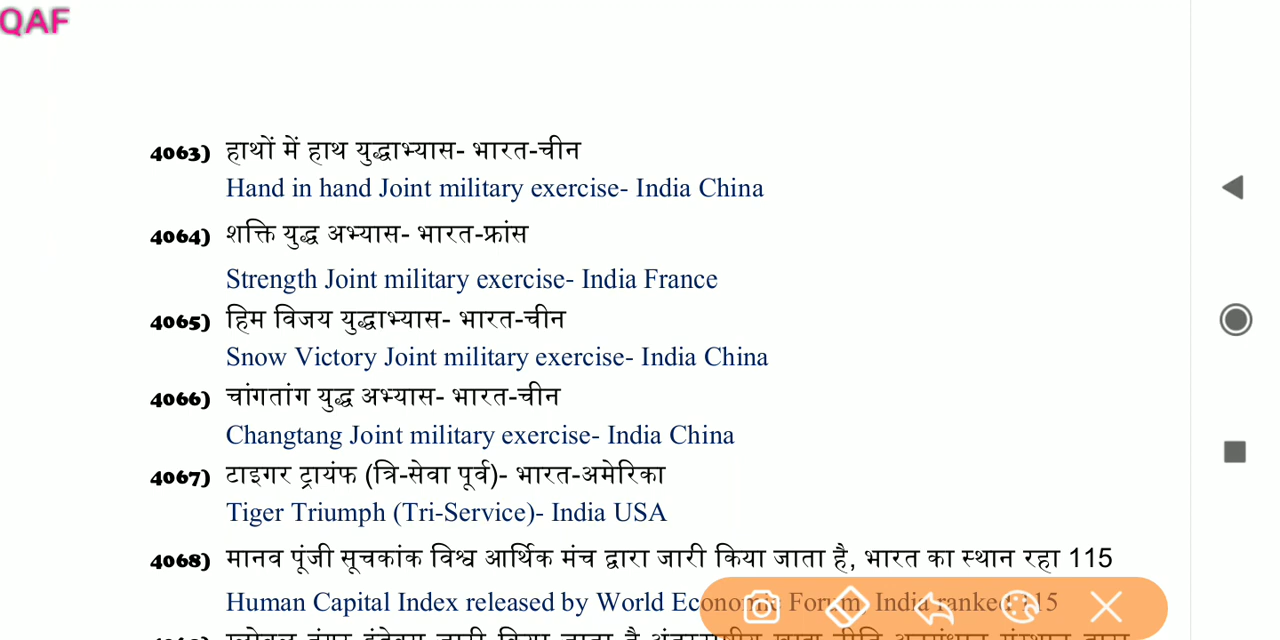 QAF
4063) हाथों में हाथ युद्धाभ्यास- भारत-चीन
Hand in hand Joint military exercise- India China
4064) शक्ति युद्ध अभ्यास- भारत-फ्रांस
Strength Joint military exercise- India France
4065) हिम विजय युद्धाभ्यास- भारत-चीन
Snow Victory Joint military exercise- India China
4066) चांगतांग युद्ध अभ्यास- भारत-चीन
Changtang Joint military exercise- India China
4067) टाइगर ट्रायंफ (त्रि-सेवा पूर्व)- भारत-अमेरिका
Tiger Triumph (Tri-Service)- India USA
4068) मानव पूंजी सूचकांक विश्व आर्थिक मंच द्वारा जारी किया जाता है, भारत का स्थान रहा 115
Human Capital Index released by World Economic Forum, India ranked 115